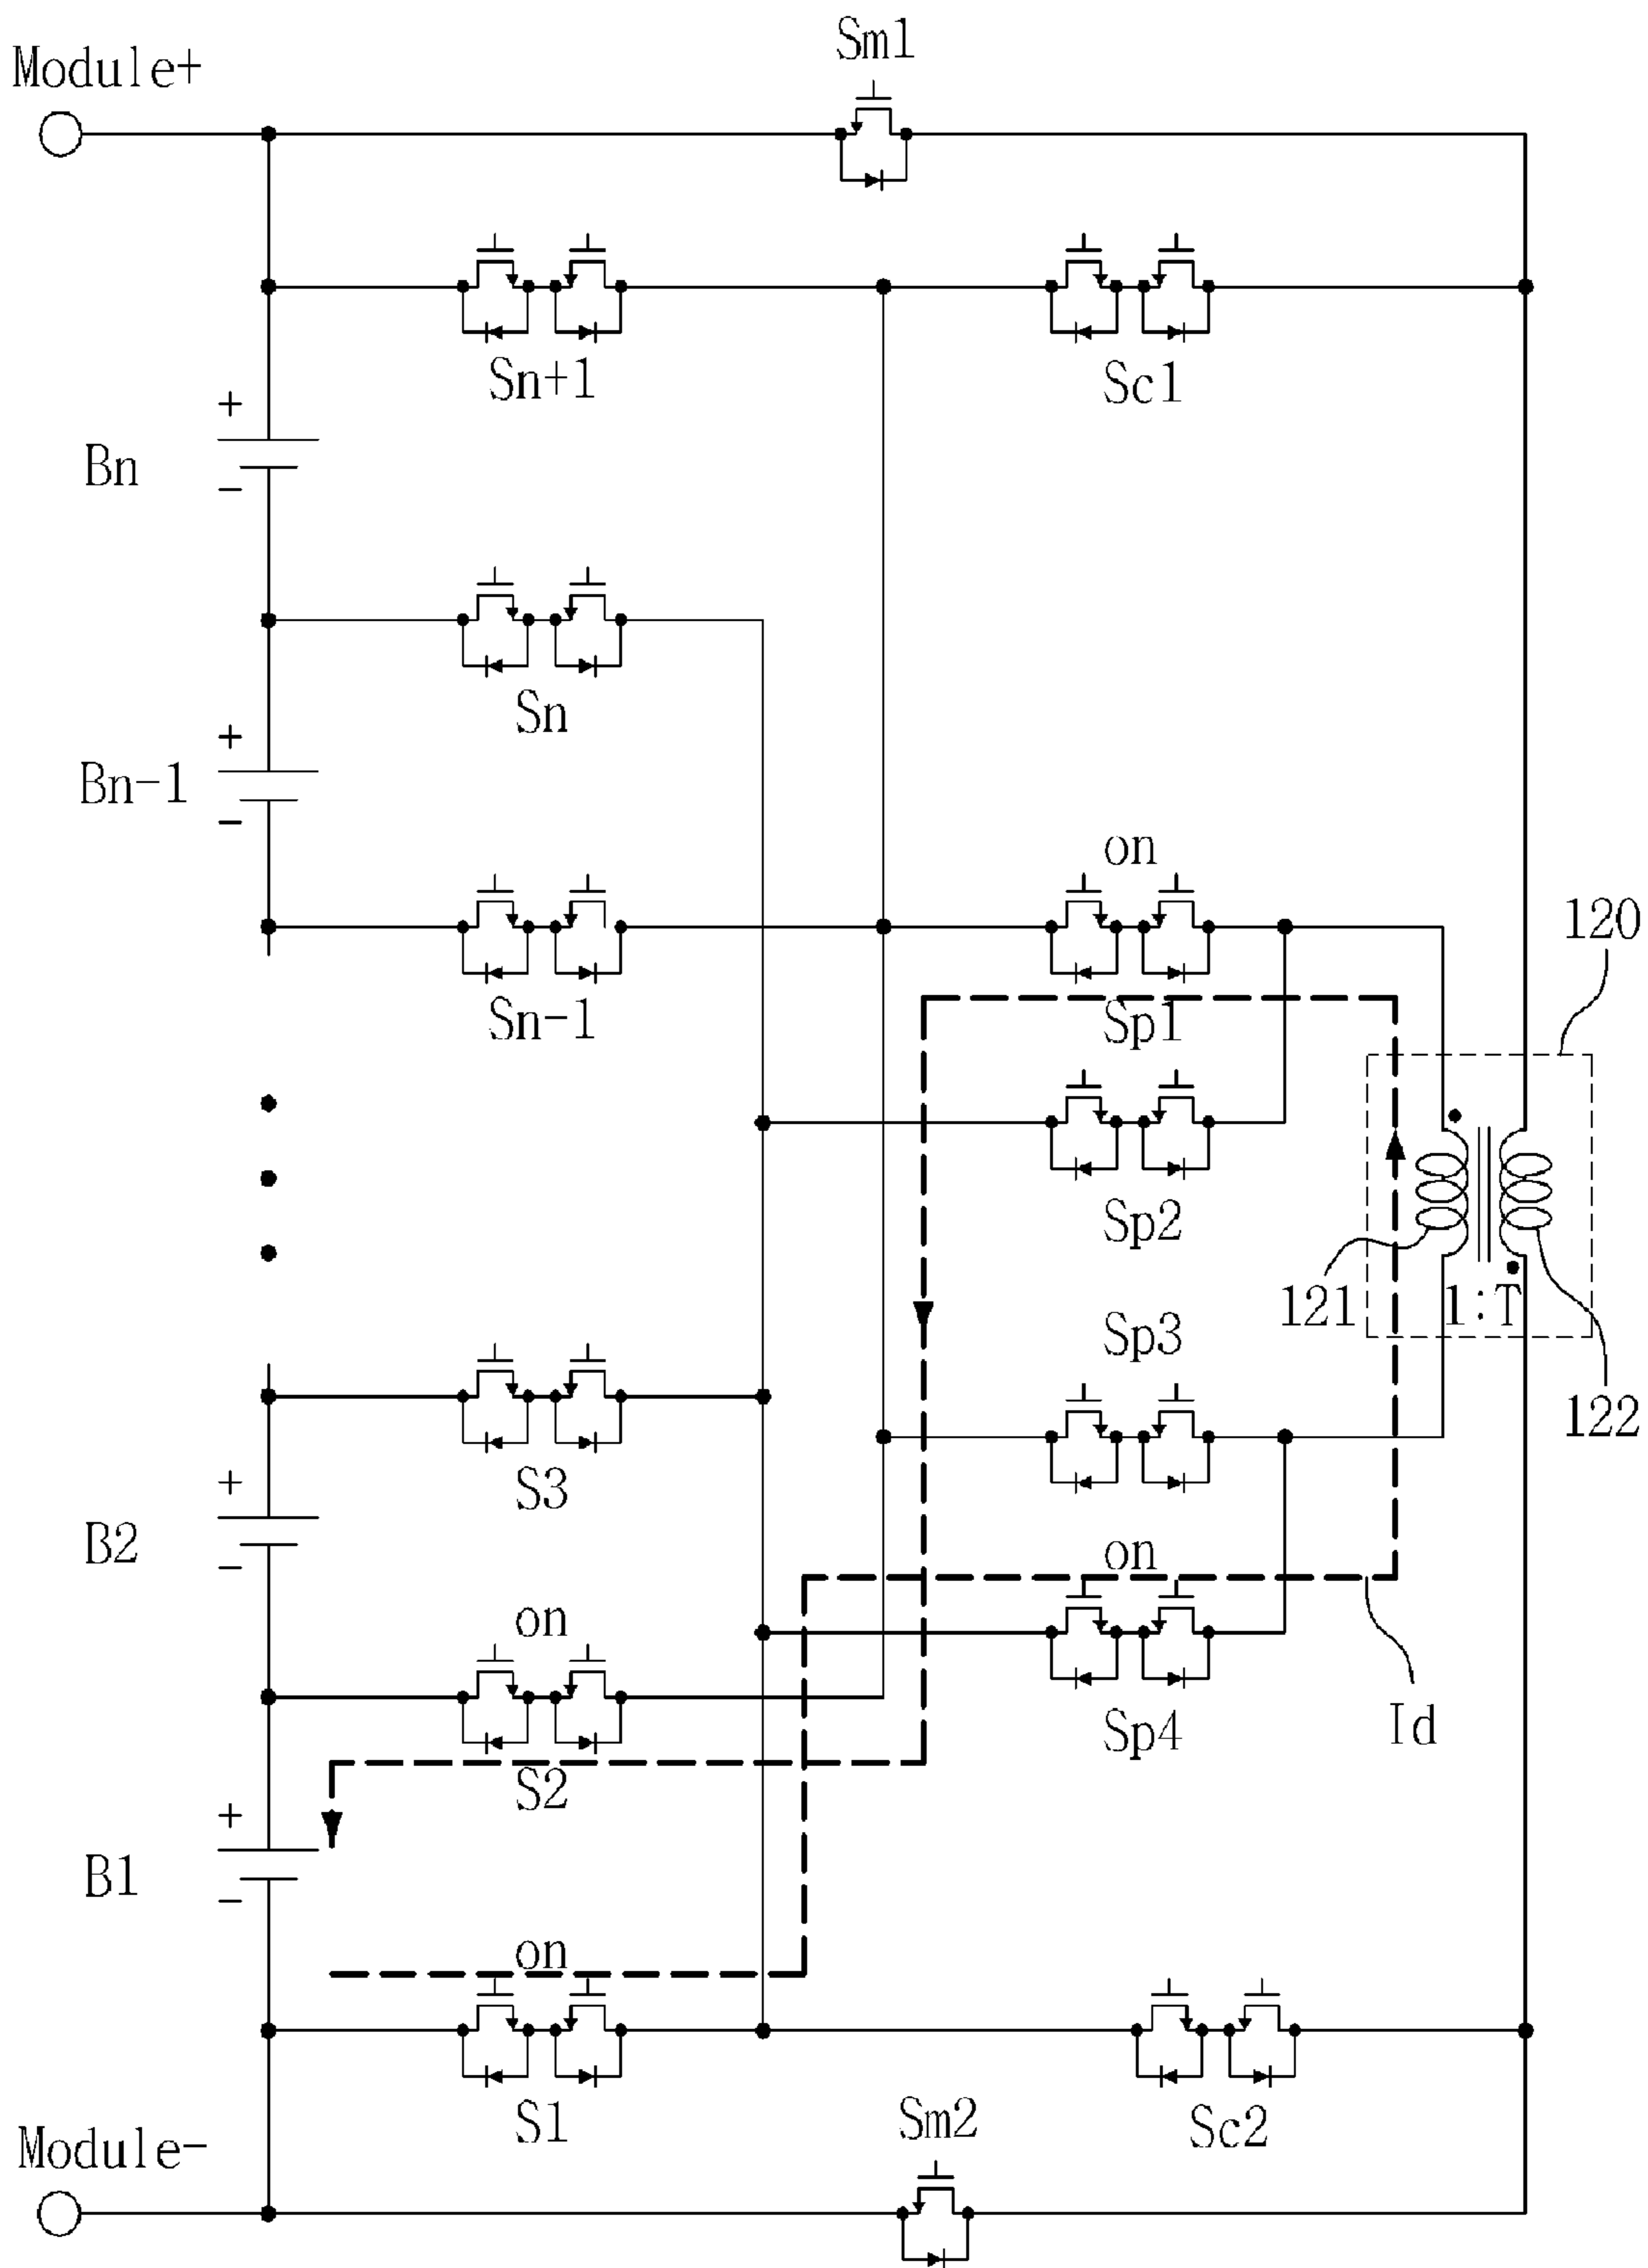 Sm1
Module+
Sn+1
Sc1
+
Bn
-
Sn
+
Bn-1
-
on
120
Sn-1
Sp1
Sp2
121
1:T
Sp3
122
S3
+
B2
-
on
on
Sp4
Id
S2
+
B1
-
on
S1
Sm2
Sc2
Module-